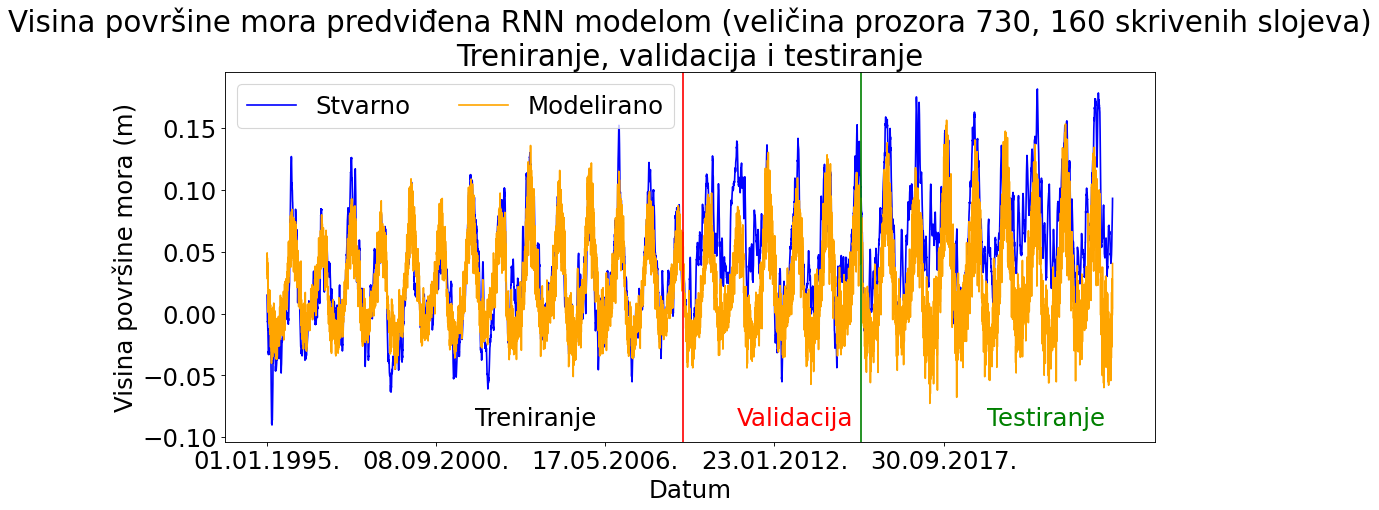 Visina površine mora predviđena RNN modelom (veličina prozora 730, 160 skrivenih slojeva)
Treniranje, validacija i testiranje
Stvarno
Modelirano
Visina površine mora (m)
0.15
0.10
0.05
0.00
−0.05
−0.10
Treniranje
Validacija
Testiranje
01.01.1995.
08.09.2000.
17.05.2006.
23.01.2012.
30.09.2017.
Datum